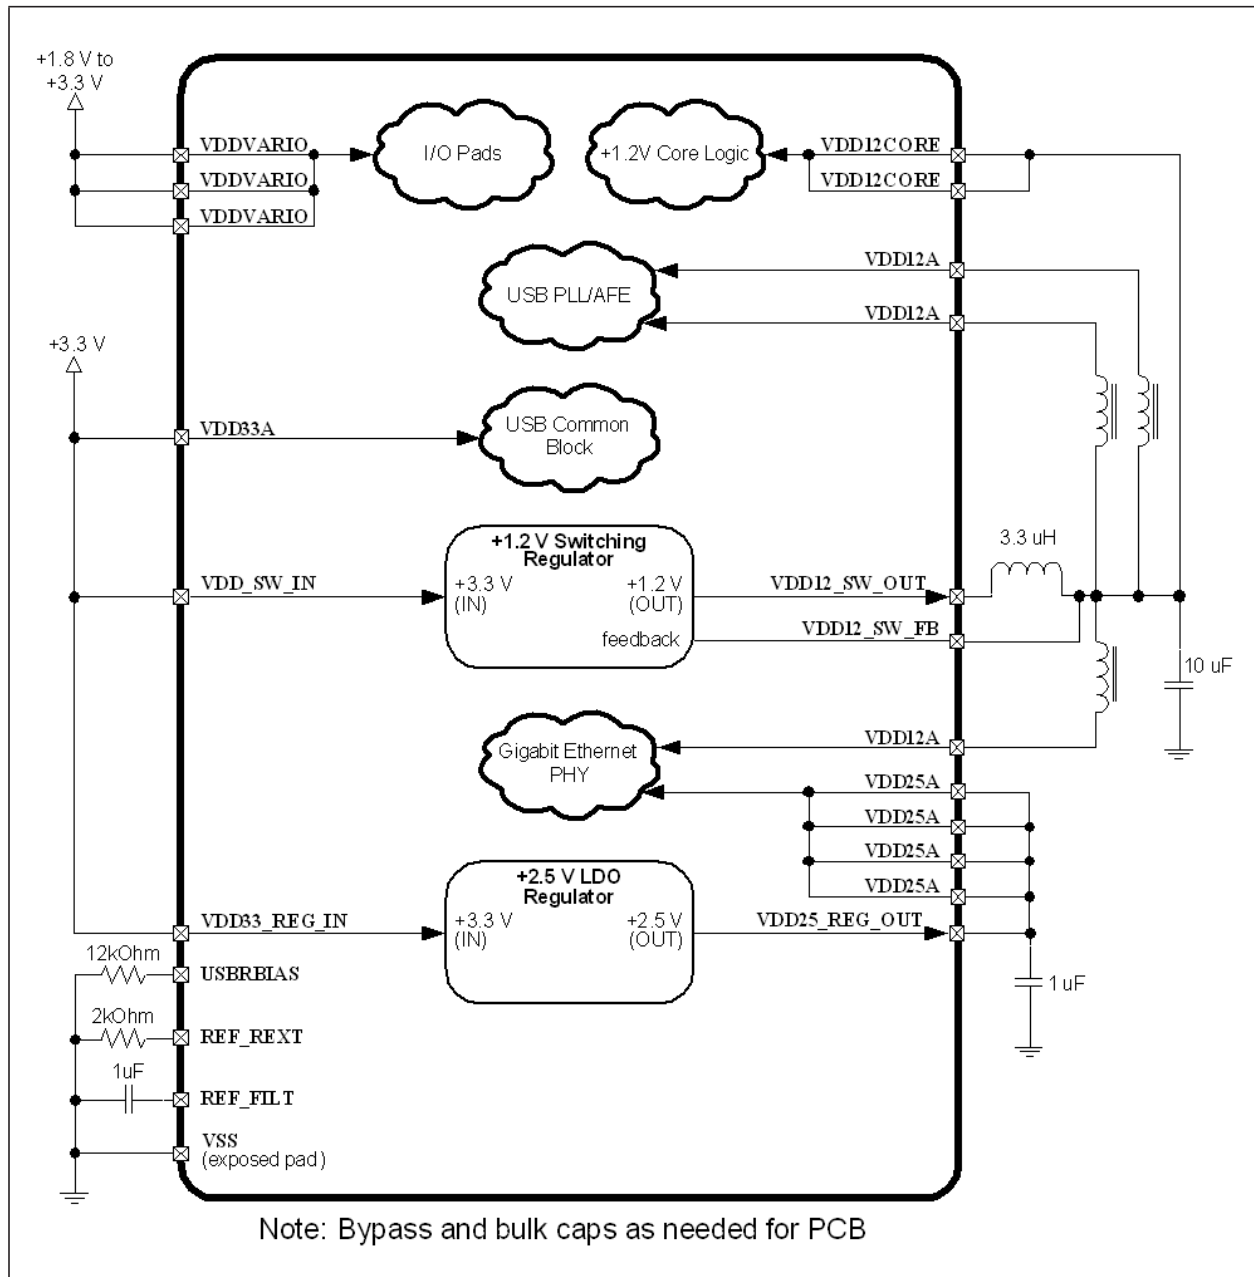 +1.8 V to
+3.3 V
VDDVARIO
I/O Pads
+1.2V Core Logic
VDD12CORE
VDDVARIO
VDD12CORE
VDDVARIO
VDD12A
USB PLL/AFE
VDD12A
+3.3 V
VDD33A
USB Common
Block
+1.2 V Switching
Regulator
3.3 uH
VDD_SW_IN
+3.3 V
(IN)
+1.2 V
(OUT)
VDD12_SW_OUT
feedback
VDD12_SW_FB
10 uF
Gigabit Ethernet
PHY
VDD12A
VDD25A
VDD25A
VDD25A
VDD25A
+2.5 V LDO
Regulator
VDD33_REG_IN
+3.3 V
(IN)
+2.5 V
(OUT)
VDD25_REG_OUT
12kOhm
USBRBIAS
1 uF
2kOhm
REF_REXT
1uF
REF_FILT
VSS
(exposed pad)
Note: Bypass and bulk caps as needed for PCB